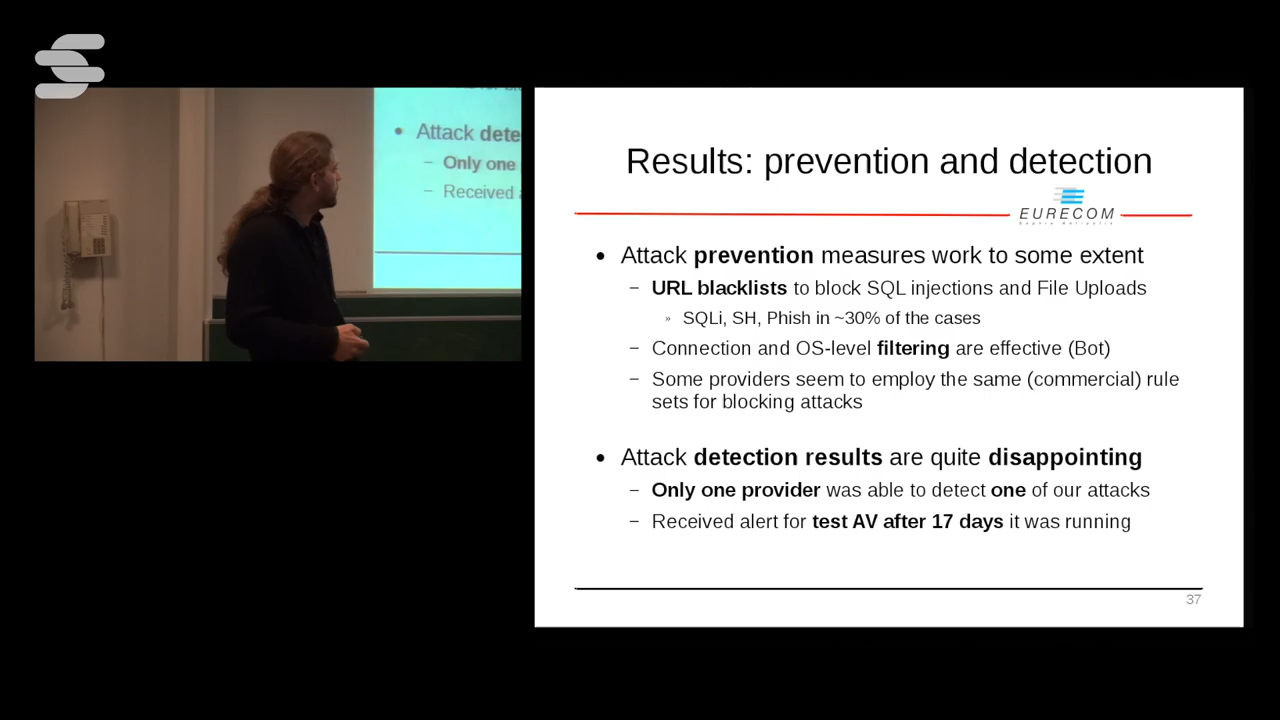 Attack dete
– Only one
– Received a
Results: prevention and detection
EURECOM
• Attack prevention measures work to some extent
– URL blacklists to block SQL injections and File Uploads
» SQLi, SH, Phish in ~30% of the cases
– Connection and OS-level filtering are effective (Bot)
– Some providers seem to employ the same (commercial) rule
sets for blocking attacks
• Attack detection results are quite disappointing
– Only one provider was able to detect one of our attacks
– Received alert for test AV after 17 days it was running
37